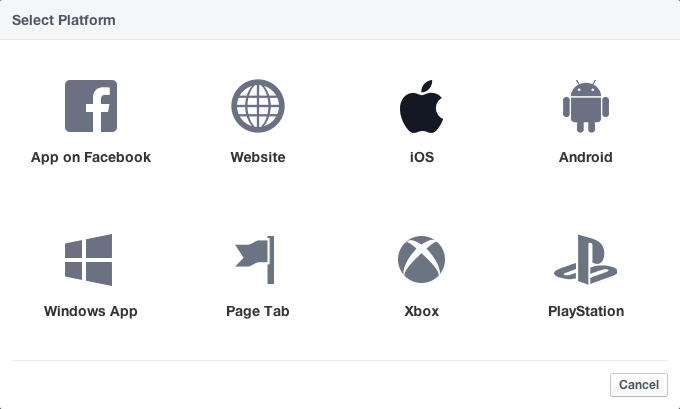 Select Platform
App on Facebook
Website
iOS
Android
Windows App
Page Tab
Xbox
PlayStation
Cancel